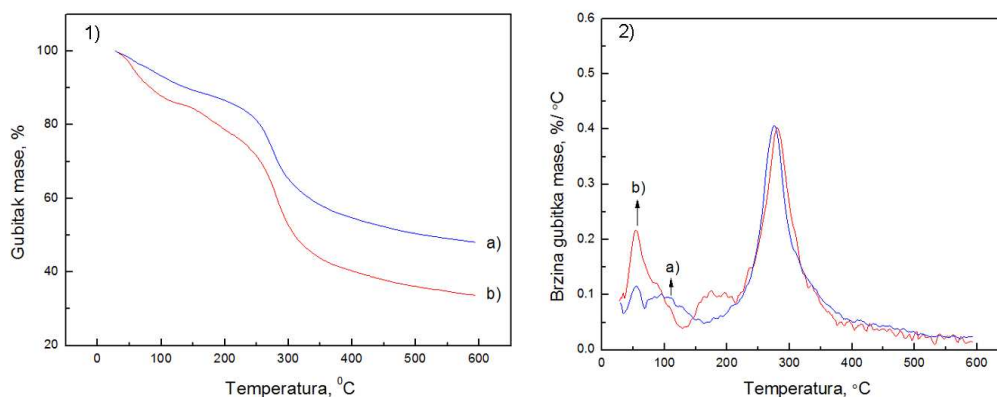 1)
Gubitak mase, %
100
80
60
40
20
a)
b)
0 100 200 300 400 500 600
Temperatura, ⁰C
2)
Brzina gubitka mase, %/ °C
0.6
0.5
0.4
0.3
0.2
0.1
0.0
b)
a)
0 100 200 300 400 500 600
Temperatura, °C